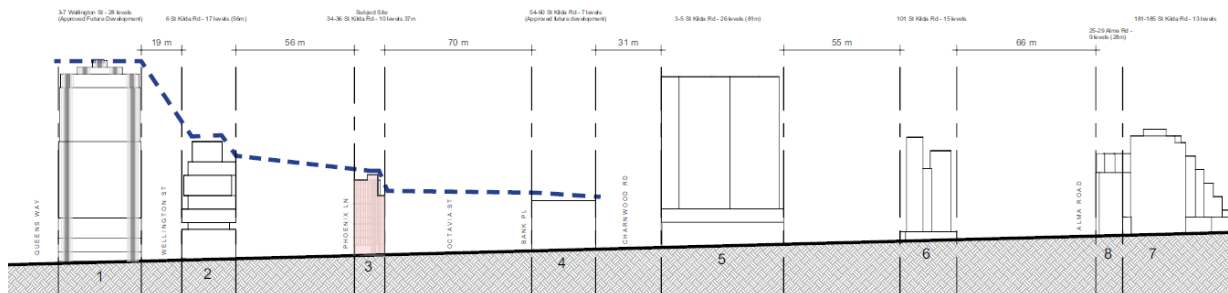 3-7 Wellington St - 28 levels
(Approved Future Development)
6 St Kilda Rd - 17 levels (56m)
Subject Site
34-36 St Kilda Rd - 10 levels 37m
54-60 St Kilda Rd - 7 levels
(Approved future development)
3-5 St Kilda Rd - 26 levels (81m)
101 St Kilda Rd - 15 levels
25-29 Alma Rd -
9 levels (28m)
181-185 St Kilda Rd - 13 levels
19 m
56 m
70 m
31 m
55 m
66 m
QUEENS WAY
WELLINGTON ST
PHOENIX LN
OCTAVIA ST
BANK PL
CHARNWOOD RD
ALMA ROAD
1
2
3
4
5
6
8
7